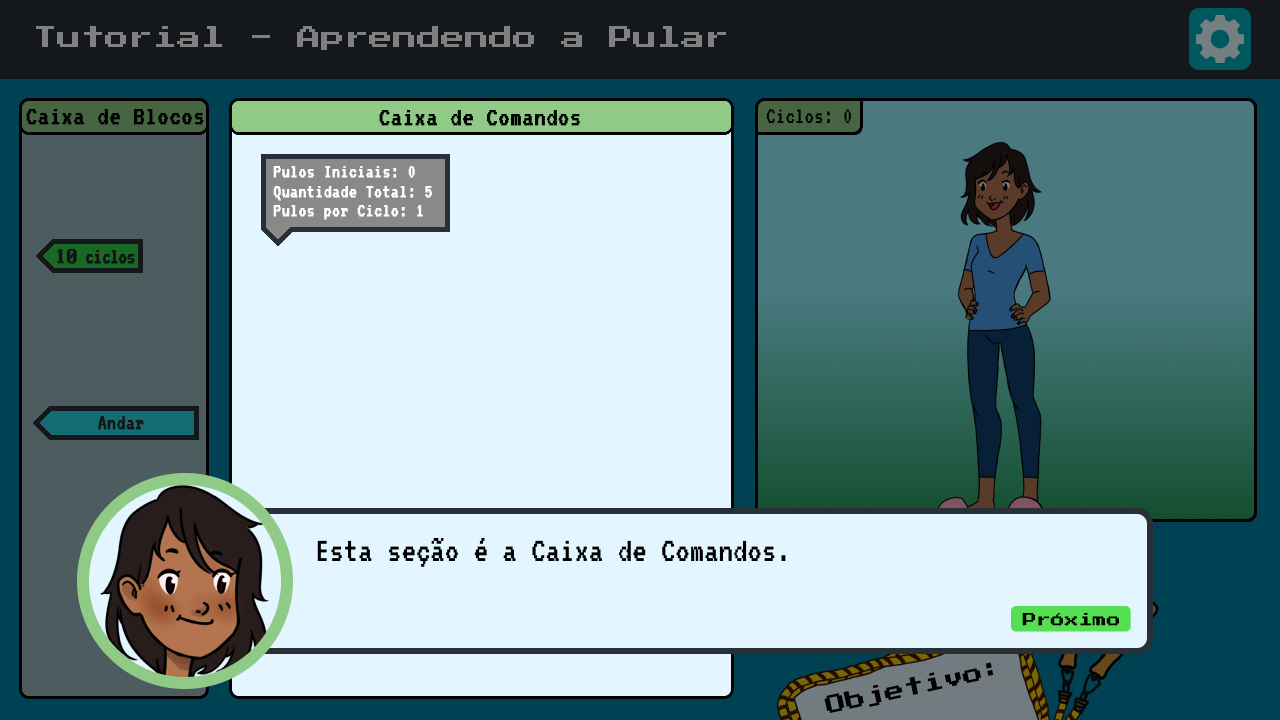 Tutorial - Aprendendo a Pular
Caixa de Blocos
Caixa de Comandos
Ciclos: 0
Pulos Iniciais: 0
Quantidade Total: 5
Pulos por Ciclo: 1
10 ciclos
Andar
Esta seção é a Caixa de Comandos.
Próximo
Objetivo: